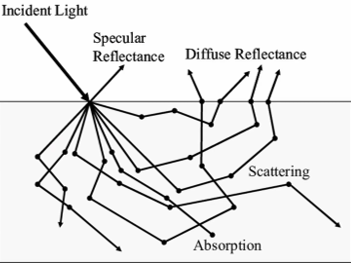 Incident Light
Specular
Reflectance
Diffuse Reflectance
Scattering
Absorption